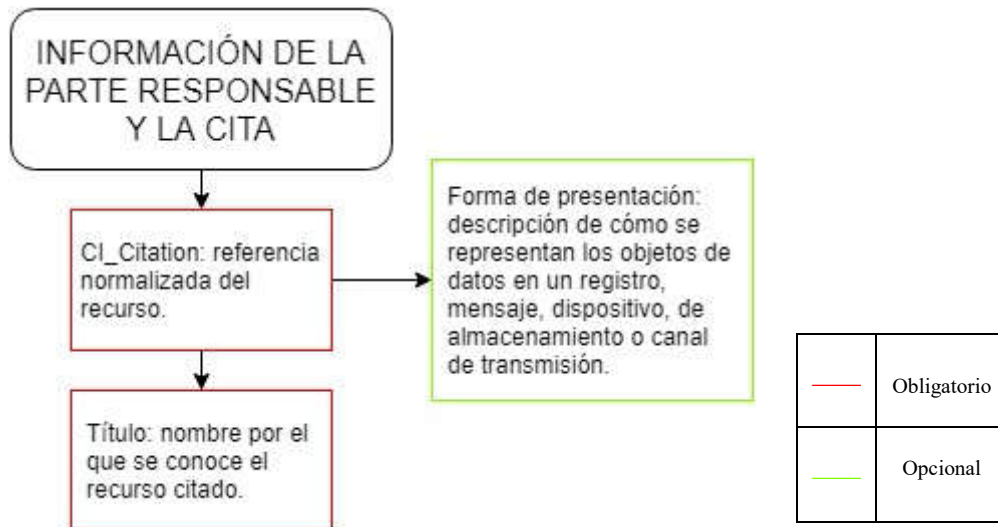 INFORMACIÓN DE LA
PARTE RESPONSABLE
Y LA CITA
CI_Citation: referencia
normalizada del
recurso.
Forma de presentación:
descripción de cómo se
representan los objetos de
datos en un registro,
mensaje, dispositivo, de
almacenamiento o canal
de transmisión.
Título: nombre por el
que se conoce el
recurso citado.
Obligatorio
Opcional